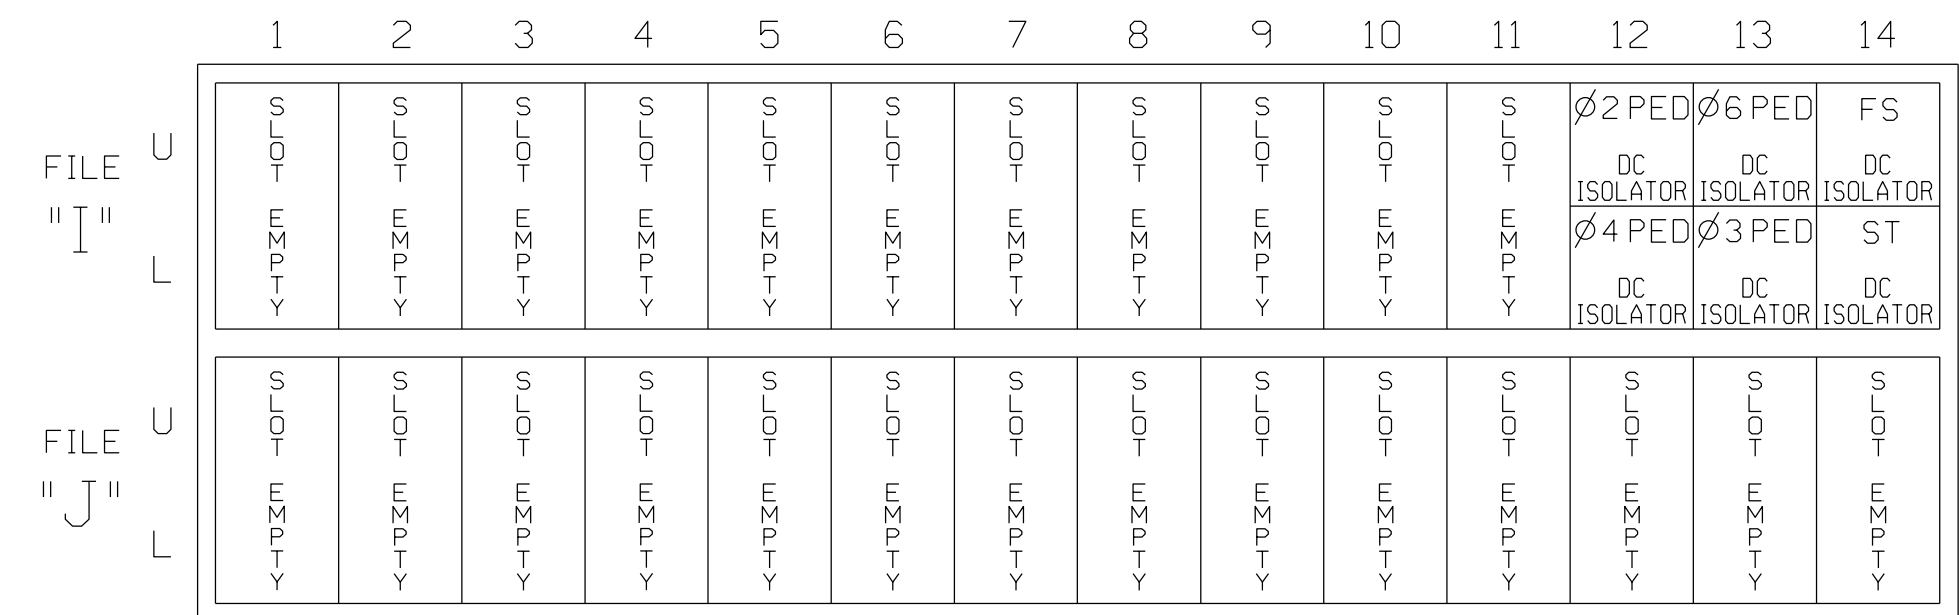 1 2 3 4 5 6 7 8 9 10 11 12 13 14
FILE "I"
U
L
SLOT EMPTY
SLOT EMPTY
SLOT EMPTY
SLOT EMPTY
SLOT EMPTY
SLOT EMPTY
SLOT EMPTY
SLOT EMPTY
SLOT EMPTY
SLOT EMPTY
SLOT EMPTY
Ø2 PED
DC
ISOLATOR
Ø4 PED
DC
ISOLATOR
Ø6 PED
DC
ISOLATOR
Ø3 PED
DC
ISOLATOR
FS
DC
ISOLATOR
ST
DC
ISOLATOR
FILE "J"
U
L
SLOT EMPTY
SLOT EMPTY
SLOT EMPTY
SLOT EMPTY
SLOT EMPTY
SLOT EMPTY
SLOT EMPTY
SLOT EMPTY
SLOT EMPTY
SLOT EMPTY
SLOT EMPTY
SLOT EMPTY
SLOT EMPTY
SLOT EMPTY